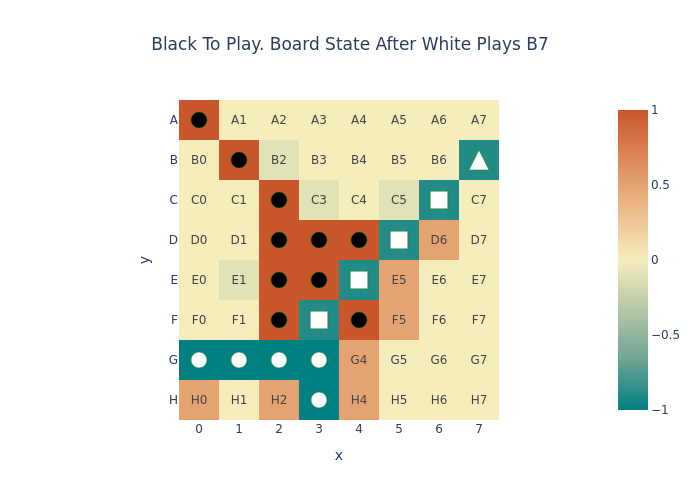 Black To Play. Board State After White Plays B7
A A1 A2 A3 A4 A5 A6 A7
B B0 B2 B3 B4 B5 B6
C C0 C1 C3 C4 C5 C7
D D0 D1 D6 D7
E E0 E1 E5 E6 E7
F F0 F1 F5 F6 F7
G G4 G5 G6 G7
H H0 H1 H2 H4 H5 H6 H7
0 1 2 3 4 5 6 7
x
y
1
0.5
0
−0.5
−1